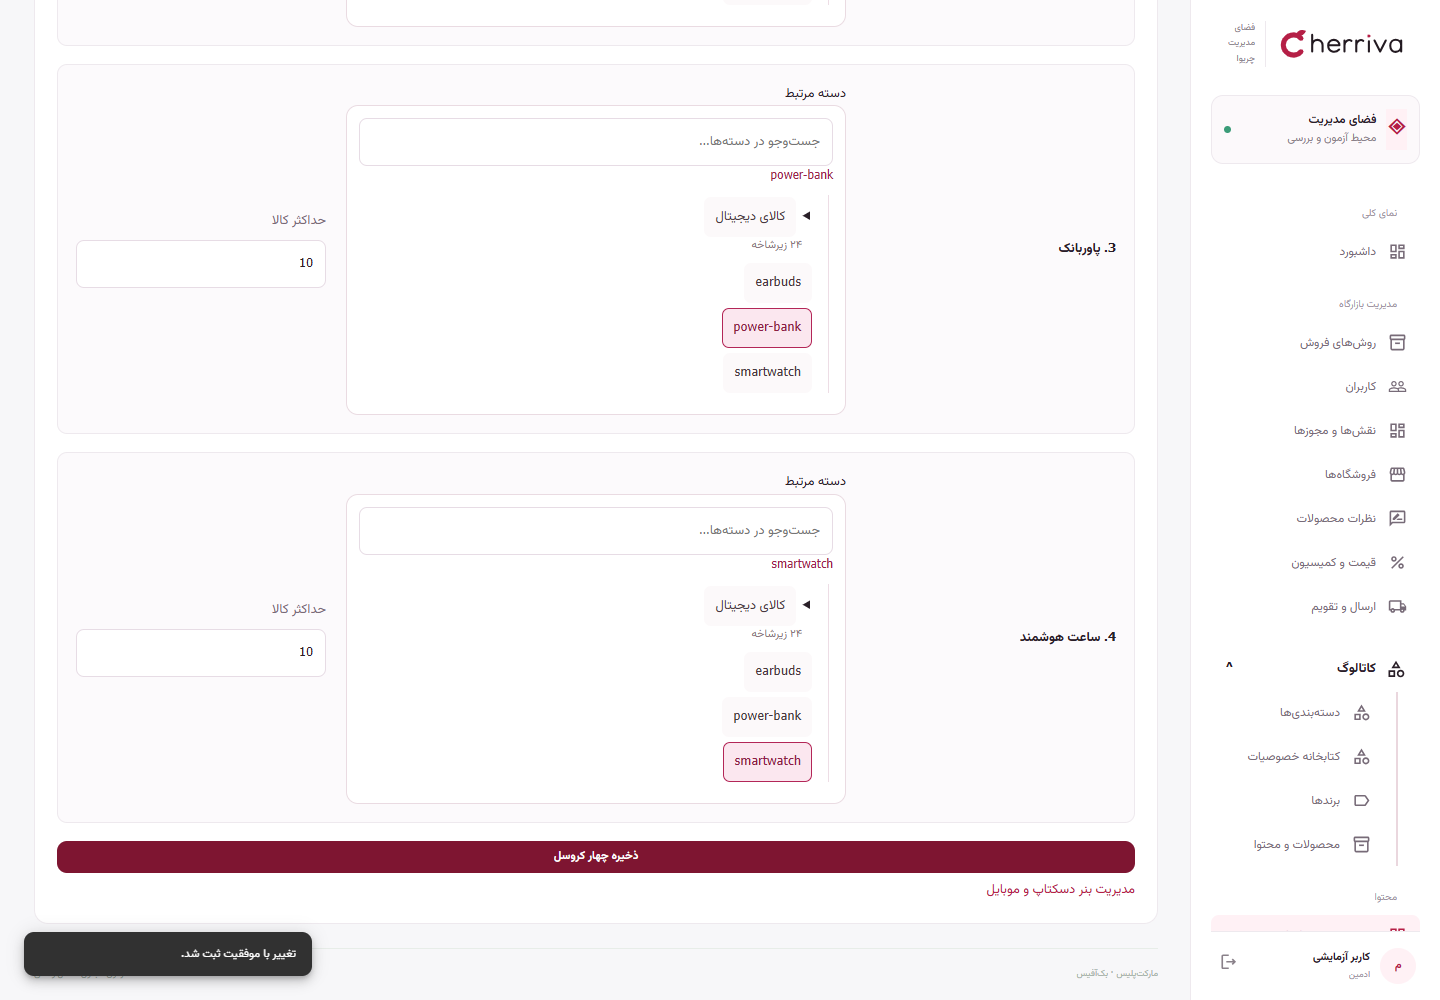 Cherriva
فضای
مدیریت
چریوا
فضای مدیریت
محیط آزمون و بررسی
نمای کلی
داشبورد
مدیریت بازارگاه
روش‌های فروش
کاربران
نقش‌ها و مجوزها
فروشگاه‌ها
نظرات محصولات
قیمت و کمیسیون
ارسال و تقویم
کاتالوگ
دسته‌بندی‌ها
کتابخانه خصوصیات
برندها
محصولات و محتوا
محتوا
کاربر آزمایشی
ادمین
م
3. پاوربانک
دسته مرتبط
جست‌وجو در دسته‌ها...
power-bank
کالای دیجیتال
۲۴ زیرشاخه
earbuds
power-bank
smartwatch
حداکثر کالا
10
4. ساعت هوشمند
دسته مرتبط
جست‌وجو در دسته‌ها...
smartwatch
کالای دیجیتال
۲۴ زیرشاخه
earbuds
power-bank
smartwatch
حداکثر کالا
10
ذخیره چهار کروسل
مدیریت بنر دسکتاپ و موبایل
مارکت‌پلیس • بک‌آفیس
تغییر با موفقیت ثبت شد.